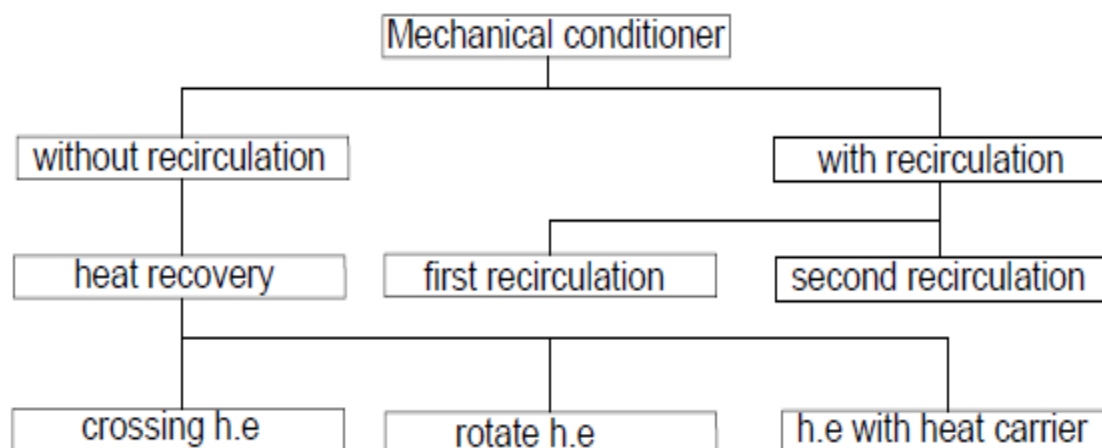 Mechanical conditioner
without recirculation
with recirculation
heat recovery
first recirculation
second recirculation
crossing h.e
rotate h.e
h.e with heat carrier